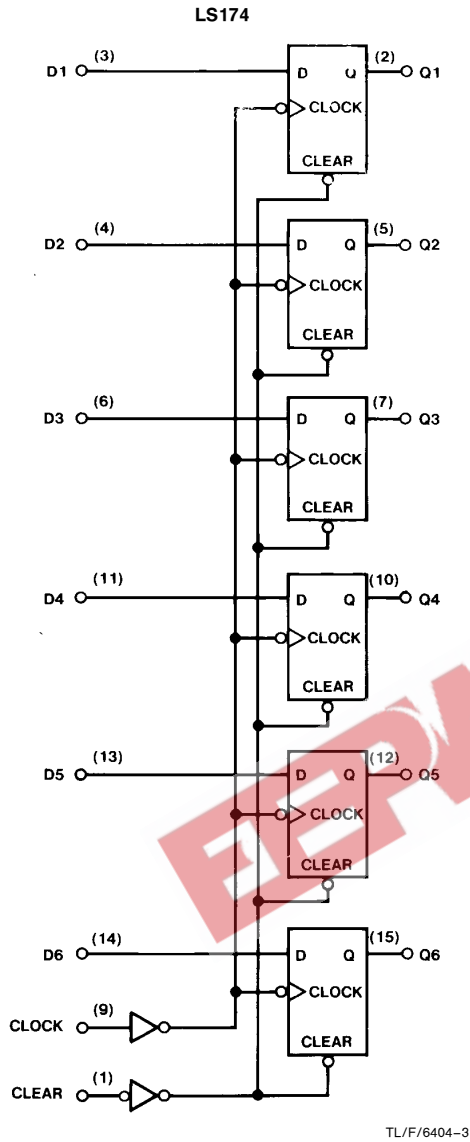 LS174
D1 (3) D Q (2) Q1
CLOCK
CLEAR
D2 (4) D Q (5) Q2
CLOCK
CLEAR
D3 (6) D Q (7) Q3
CLOCK
CLEAR
D4 (11) D Q (10) Q4
CLOCK
CLEAR
D5 (13) D Q (12) Q5
CLOCK
CLEAR
D6 (14) D Q (15) Q6
CLOCK
CLOCK (9)
CLEAR
CLEAR (1)
TL/F/6404–3